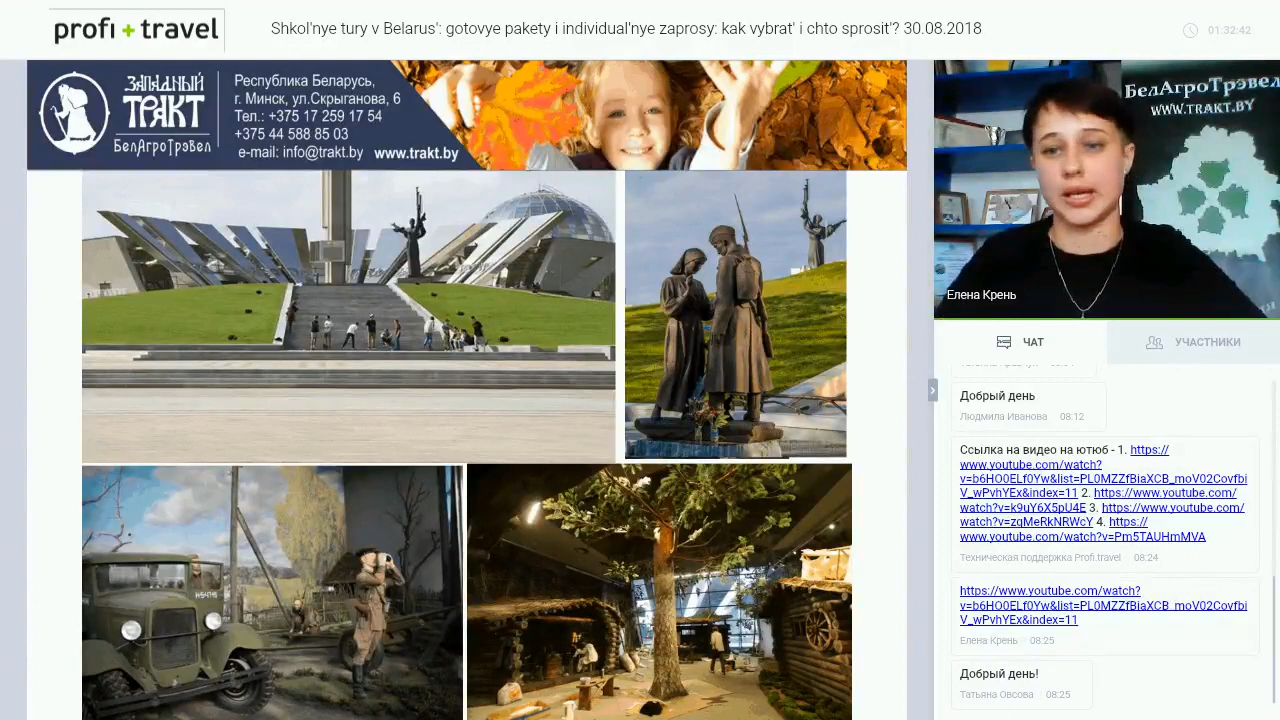 profi + travel
Shkol'nye tury v Belarus': gotovye pakety i individual'nye zaprosy: kak vybrat' i chto sprosit'? 30.08.2018
01:32:42
ЗАПАДНЫЙ
ТРАКТ
БелАгроТрэвел
Республика Беларусь,
г. Минск, ул.Скрыганова, 6
Тел.: +375 17 259 17 54
+375 44 588 85 03
e-mail: info@trakt.by www.trakt.by
БелАгроТрэвел
WWW.TRAKT.BY
Елена Крень
ЧАТ
УЧАСТНИКИ
Добрый день
Людмила Иванова 08:12
Ссылка на видео на ютюб - 1. https://
www.youtube.com/watch?
v=b6HO0ELf0Yw&list=PL0MZZfBiaXCB_moV02Covfbi
V_wPvhYEx&index=11 2. https://www.youtube.com/
watch?v=k9uY6X5pU4E 3. https://www.youtube.com/
watch?v=zqMeRkNRWcY 4. https://
www.youtube.com/watch?v=Pm5TAUHmMVA
Техническая поддержка Profi.travel 08:24
https://www.youtube.com/watch?
v=b6HO0ELf0Yw&list=PL0MZZfBiaXCB_moV02Covfbi
V_wPvhYEx&index=11
Елена Крень 08:25
Добрый день!
Татьяна Овсова 08:25